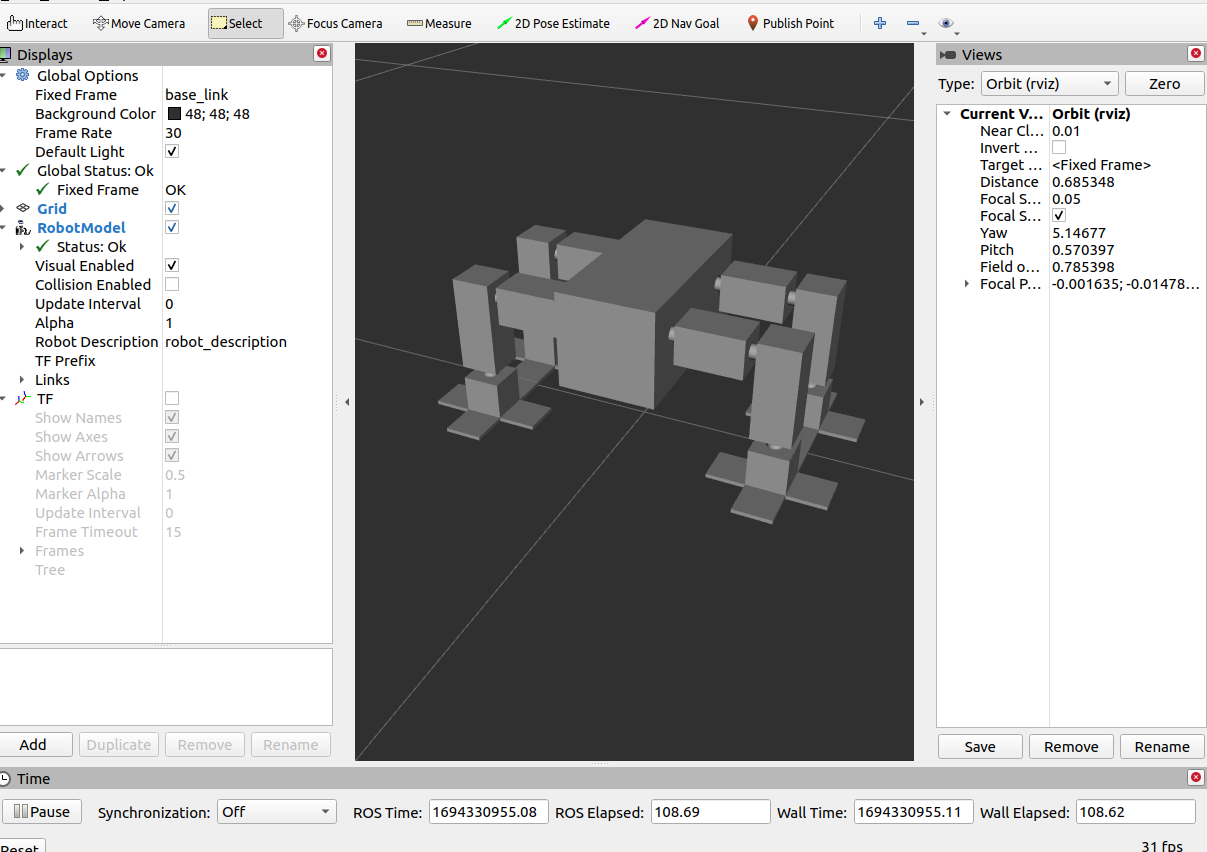 Interact Move Camera Select Focus Camera Measure 2D Pose Estimate 2D Nav Goal Publish Point
Displays
Global Options
Fixed Frame base_link
Background Color 48; 48; 48
Frame Rate 30
Default Light
Global Status: Ok
Fixed Frame OK
Grid
RobotModel
Status: Ok
Visual Enabled
Collision Enabled
Update Interval 0
Alpha 1
Robot Description robot_description
TF Prefix
Links
TF
Show Names
Show Axes
Show Arrows
Marker Scale 0.5
Marker Alpha 1
Update Interval 0
Frame Timeout 15
Frames
Tree
Add Duplicate Remove Rename
Views
Type: Orbit (rviz) Zero
Current V... Orbit (rviz)
Near Cl... 0.01
Invert ...
Target ... <Fixed Frame>
Distance 0.685348
Focal S... 0.05
Focal S...
Yaw 5.14677
Pitch 0.570397
Field o... 0.785398
Focal P... -0.001635; -0.01478...
Save Remove Rename
Time
Pause Synchronization: Off ROS Time: 1694330955.08 ROS Elapsed: 108.69 Wall Time: 1694330955.11 Wall Elapsed: 108.62
Reset 31 fps